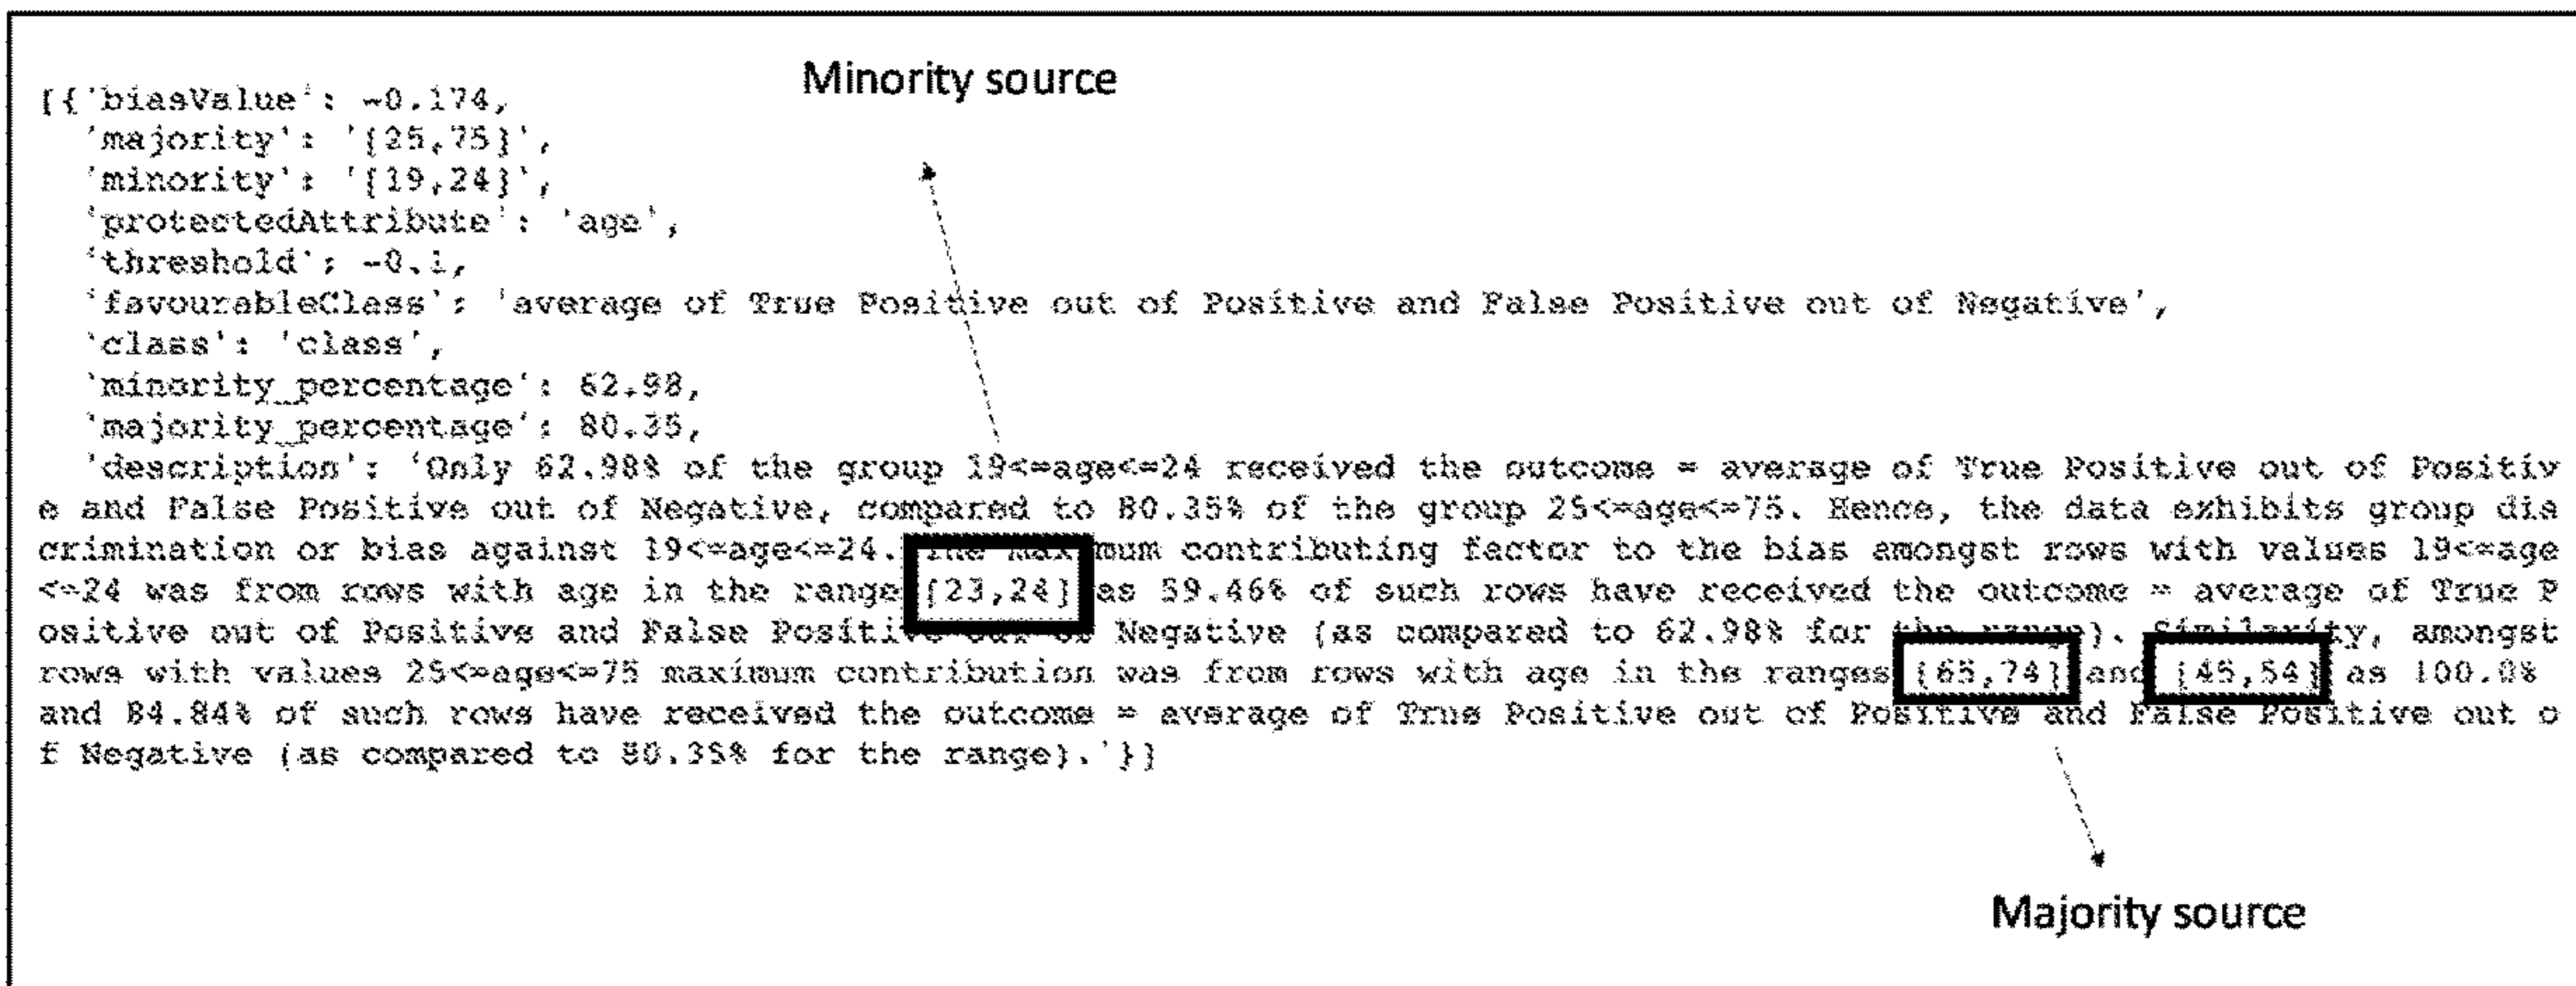 Minority source
[{'biasValue': -0.174,
'majority': '[25,75]',
'minority': '[19,24]',
'protectedAttribute': 'age',
'threshold': -0.1,
'favourableClass': 'average of True Positive out of Positive and False Positive out of Negative',
'class': 'class',
'minority_percentage': 62.98,
'majority_percentage': 80.35,
'description': 'Only 62.98% of the group 19<=age<=24 received the outcome = average of True Positive out of Positiv
e and False Positive out of Negative, compared to 80.35% of the group 25<=age<=75. Hence, the data exhibits group dis
crimination or bias against 19<=age<=24. The maximum contributing factor to the bias amongst rows with values 19<=age
<=24 was from rows with age in the range [23,24] as 59.46% of such rows have received the outcome = average of True P
ositive out of Positive and False Positive out of Negative (as compared to 62.98% for the range). Similarity, amongst
rows with values 25<=age<=75 maximum contribution was from rows with age in the ranges [65,74] and [45,54] as 100.0%
and 84.84% of such rows have received the outcome = average of True Positive out of Positive and False Positive out o
f Negative (as compared to 80.35% for the range).'}]
Majority source